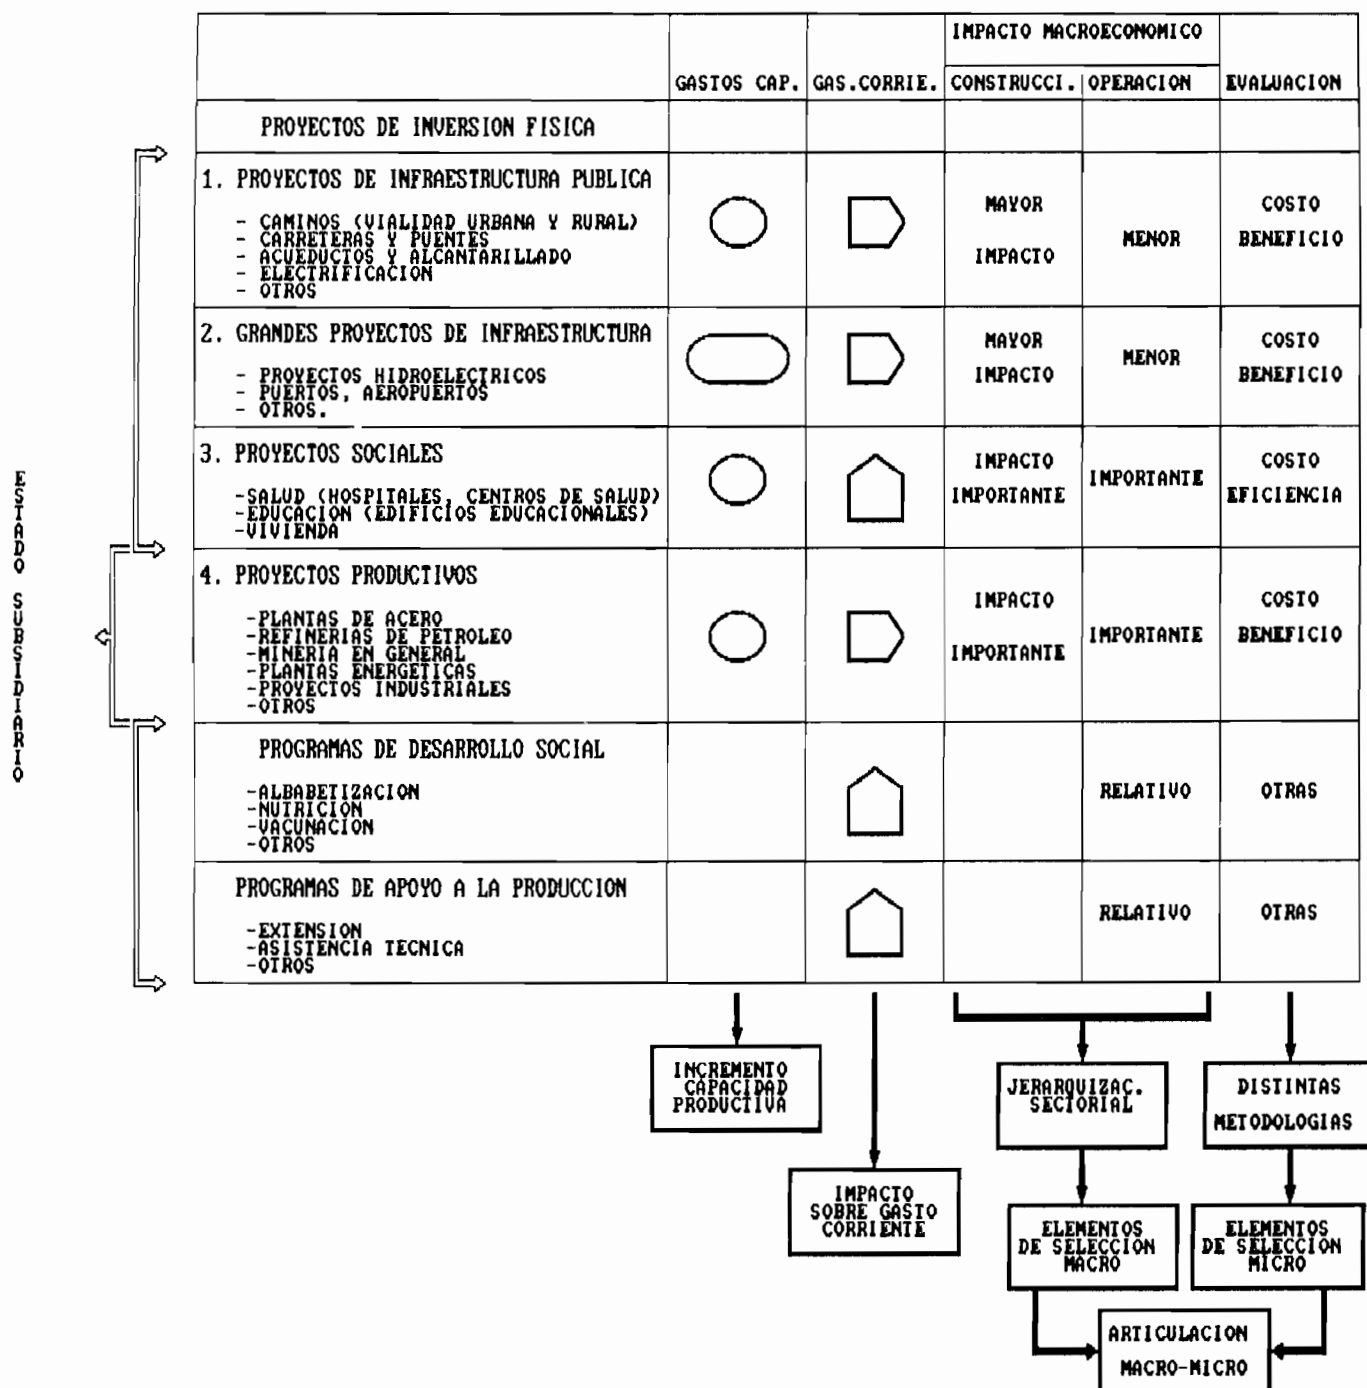 IMPACTO MACROECONOMICO
GASTOS CAP. GAS.CORRIE. CONSTRUCCI. OPERACION EVALUACION
PROYECTOS DE INVERSION FISICA
1. PROYECTOS DE INFRAESTRUCTURA PUBLICA
- CAMINOS (VIALIDAD URBANA Y RURAL)
- CARRETERAS Y PUENTES
- ACUEDUCTOS Y ALCANTARILLADO
- ELECTRIFICACION
- OTROS
MAYOR
IMPACTO
MENOR
COSTO
BENEFICIO
2. GRANDES PROYECTOS DE INFRAESTRUCTURA
- PROYECTOS HIDROELECTRICOS
- PUERTOS, AEROPUERTOS
- OTROS.
MAYOR
IMPACTO
MENOR
COSTO
BENEFICIO
3. PROYECTOS SOCIALES
-SALUD (HOSPITALES, CENTROS DE SALUD)
-EDUCACION (EDIFICIOS EDUCACIONALES)
-VIVIENDA
IMPACTO
IMPORTANTE
IMPORTANTE
COSTO
EFICIENCIA
4. PROYECTOS PRODUCTIVOS
-PLANTAS DE ACERO
-REFINERIAS DE PETROLEO
-MINERIA EN GENERAL
-PLANTAS ENERGETICAS
-PROYECTOS INDUSTRIALES
-OTROS
IMPACTO
IMPORTANTE
IMPORTANTE
COSTO
BENEFICIO
ESTADO SUBSIDIARIO
PROGRAMAS DE DESARROLLO SOCIAL
-ALBABETIZACION
-NUTRICION
-VACUNACION
-OTROS
RELATIVO
OTRAS
PROGRAMAS DE APOYO A LA PRODUCCION
-EXTENSION
-ASISTENCIA TECNICA
-OTROS
RELATIVO
OTRAS
INCREMENTO
CAPACIDAD
PRODUCTIVA
JERARQUIZAC.
SECTORIAL
DISTINTAS
METODOLOGIAS
IMPACTO
SOBRE GASTO
CORRIENTE
ELEMENTOS
DE SELECCION
MACRO
ELEMENTOS
DE SELECCION
MICRO
ARTICULACION
MACRO-MICRO